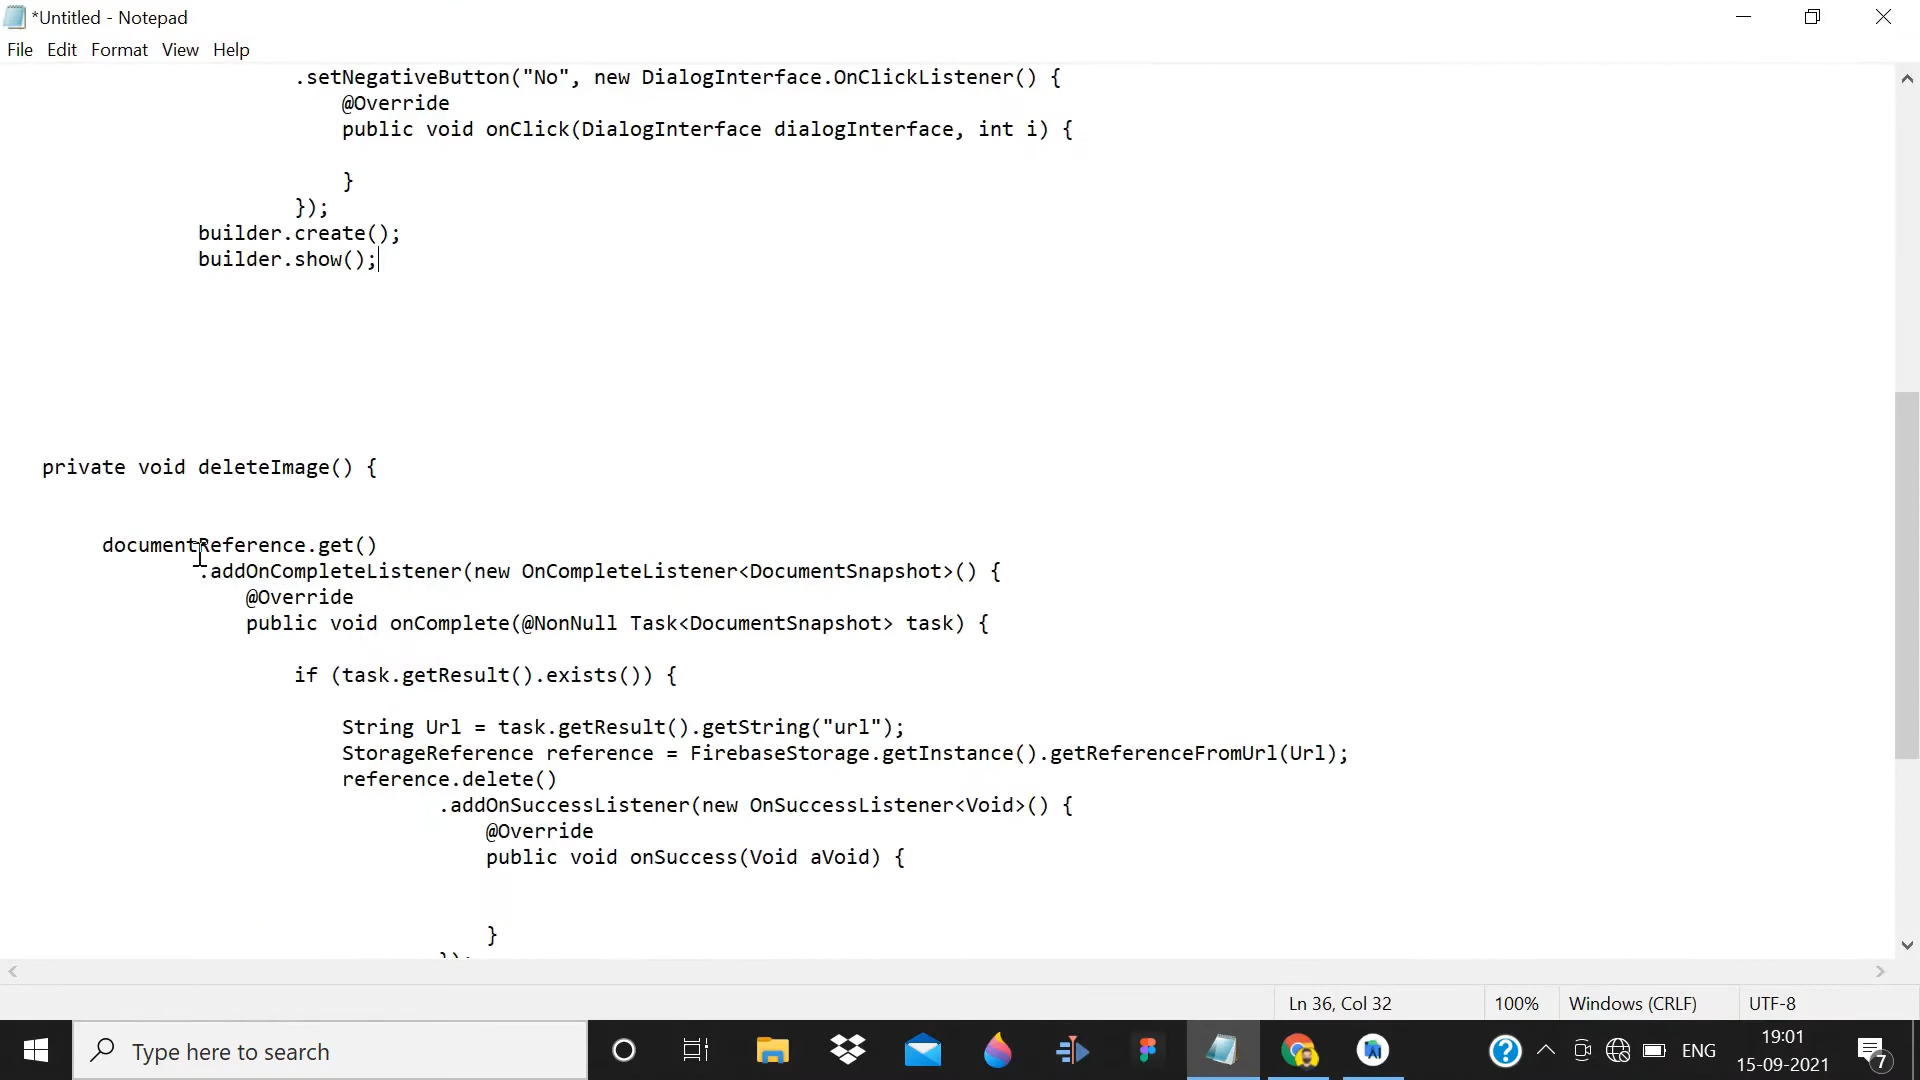 *Untitled - Notepad
File Edit Format View Help
.setNegativeButton("No", new DialogInterface.OnClickListener() {
@Override
public void onClick(DialogInterface dialogInterface, int i) {
}
});
builder.create();
builder.show();
private void deleteImage() {
documentReference.get()
.addOnCompleteListener(new OnCompleteListener<DocumentSnapshot>() {
@Override
public void onComplete(@NonNull Task<DocumentSnapshot> task) {
if (task.getResult().exists()) {
String Url = task.getResult().getString("url");
StorageReference reference = FirebaseStorage.getInstance().getReferenceFromUrl(Url);
reference.delete()
.addOnSuccessListener(new OnSuccessListener<Void>() {
@Override
public void onSuccess(Void aVoid) {
}
Ln 36, Col 32 100% Windows (CRLF) UTF-8
Type here to search
ENG
19:01
15-09-2021
7